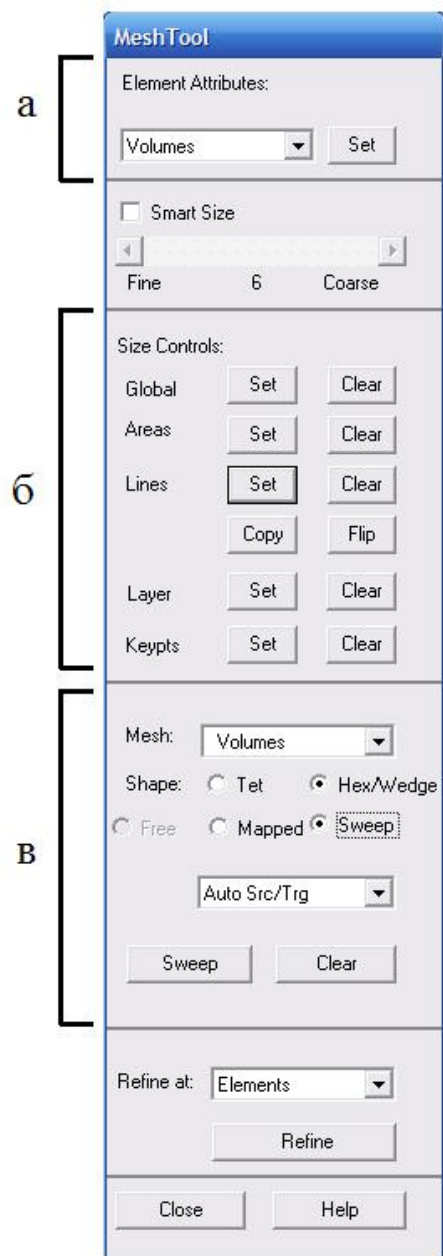 MeshTool
а
Element Attributes:
Volumes Set
Smart Size
Fine 6 Coarse
б
Size Controls:
Global Set Clear
Areas Set Clear
Lines Set Clear
Copy Flip
Layer Set Clear
Keypts Set Clear
в
Mesh: Volumes
Shape: Tet Hex/Wedge
Free Mapped Sweep
Auto Src/Trg
Sweep Clear
Refine at: Elements
Refine
Close Help